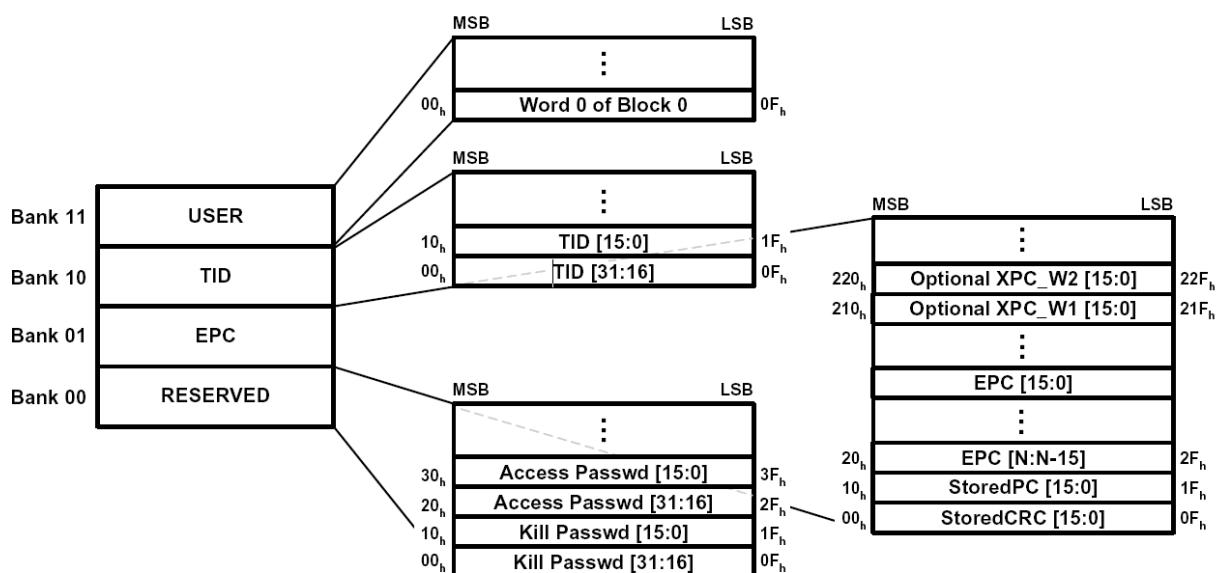 MSB LSB
⋮
00h Word 0 of Block 0 0Fh
MSB LSB
⋮
10h TID [15:0] 1Fh
00h TID [31:16] 0Fh
Bank 11 USER
Bank 10 TID
Bank 01 EPC
Bank 00 RESERVED
MSB LSB
⋮
30h Access Passwd [15:0] 3Fh
20h Access Passwd [31:16] 2Fh
10h Kill Passwd [15:0] 1Fh
00h Kill Passwd [31:16] 0Fh
MSB LSB
⋮
220h Optional XPC_W2 [15:0] 22Fh
210h Optional XPC_W1 [15:0] 21Fh
⋮
EPC [15:0]
⋮
20h EPC [N:N-15] 2Fh
10h StoredPC [15:0] 1Fh
00h StoredCRC [15:0] 0Fh